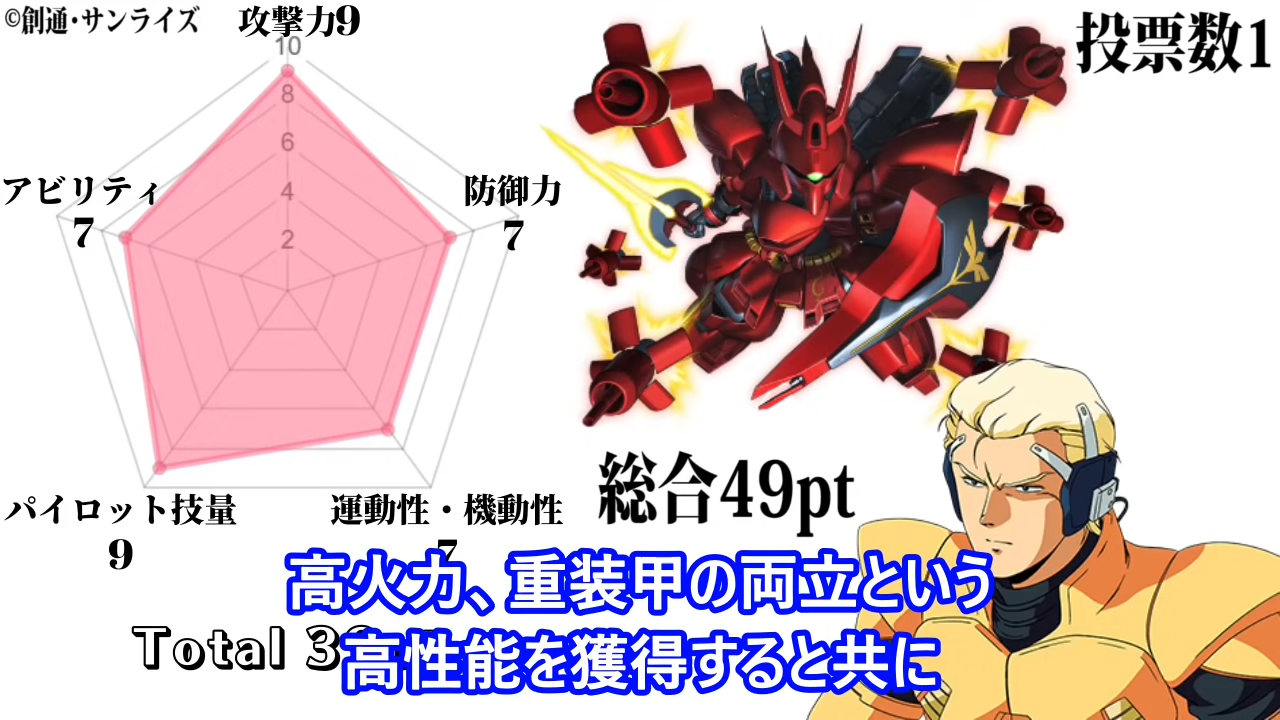 ©創通・サンライズ
攻撃力9
投票数1
10
8
6
4
2
アビリティ
7
防御力
7
総合49pt
パイロット技量
9
運動性・機動性
7
高火力、重装甲の両立という
Total 3
高性能を獲得すると共に